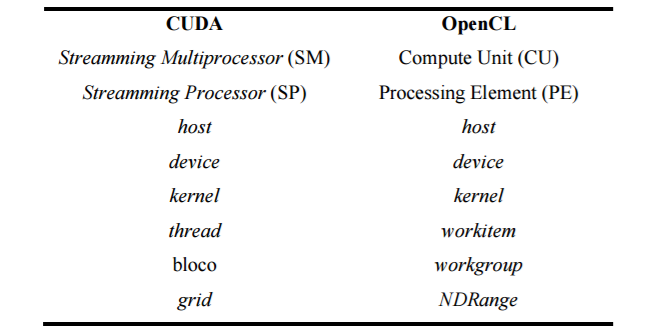 CUDA OpenCL
Streamming Multiprocessor (SM) Compute Unit (CU)
Streamming Processor (SP) Processing Element (PE)
host host
device device
kernel kernel
thread workitem
bloco workgroup
grid NDRange